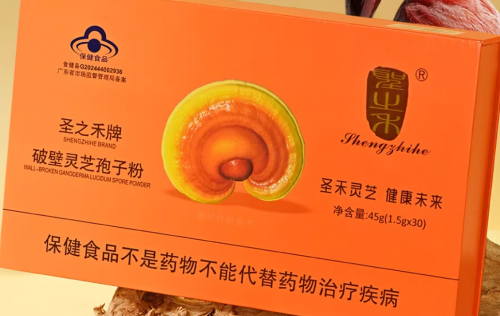 保健食品
食健备G202444002936
广东省市场监督管理局备案
圣之禾牌
SHENGZHIHE BRAND
破壁灵芝孢子粉
WALL-BROKEN GANODERMA LUCIDUM SPORE POWDER
聖之禾
®
Shengzhihe
圣禾灵芝 健康未来
净含量:45g(1.5gx30)
保健食品不是药物不能代替药物治疗疾病